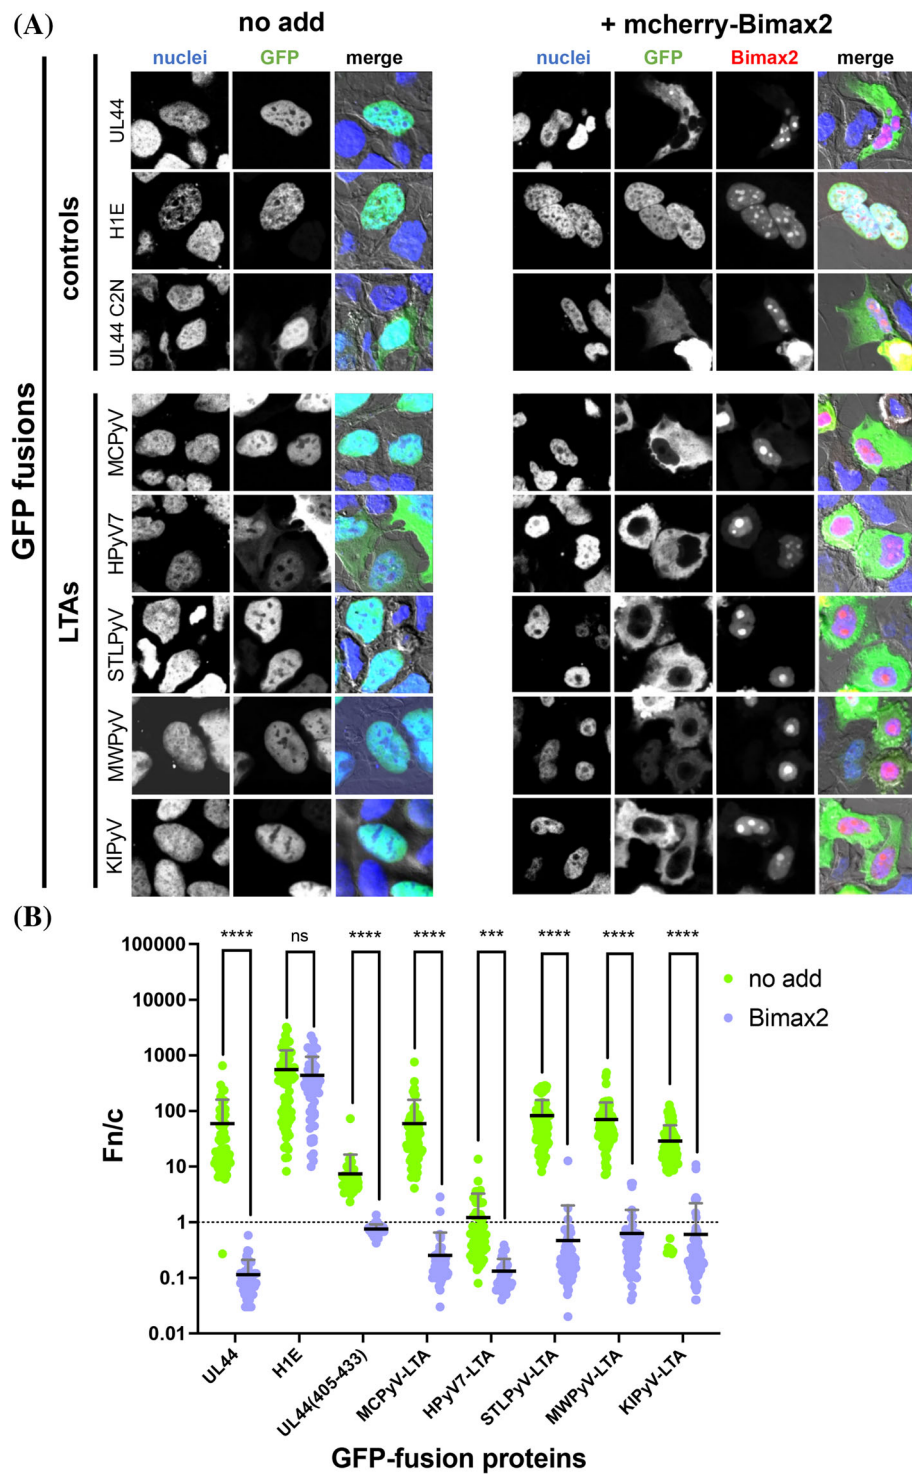 (A)
no add
+ mcherry-Bimax2
nuclei GFP merge
nuclei GFP Bimax2 merge
GFP fusions
controls
UL44
H1E
UL44 C2N
LTAs
MCPyV
HPyV7
STLPyV
MWPyV
KIPyV
(B)
**** ns **** **** *** **** **** ****
100000
10000
1000
100
10
1
0.1
0.01
Fn/c
no add
Bimax2
UL44
H1E
UL44(405-433)
MCPyV-LTA
HPyV7-LTA
STLPyV-LTA
MWPyV-LTA
KIPyV-LTA
GFP-fusion proteins